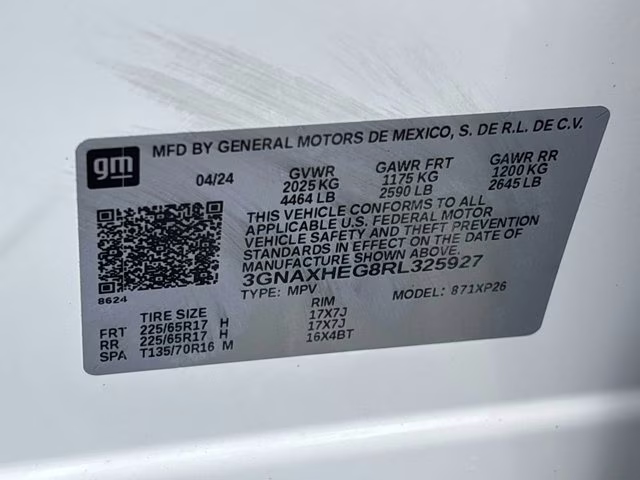 gm
MFD BY GENERAL MOTORS DE MEXICO, S. DE R.L. DE C.V.
04/24 GVWR GAWR FRT GAWR RR
2025 KG 1175 KG 1200 KG
4464 LB 2590 LB 2645 LB
THIS VEHICLE CONFORMS TO ALL
APPLICABLE U.S. FEDERAL MOTOR
VEHICLE SAFETY AND THEFT PREVENTION
STANDARDS IN EFFECT ON THE DATE OF
MANUFACTURE SHOWN ABOVE.
3GNAXHEG8RL325927
8624
TYPE: MPV MODEL: 871XP26
TIRE SIZE RIM
FRT 225/65R17 H 17X7J
RR 225/65R17 H 17X7J
SPA T135/70R16 M 16X4BT